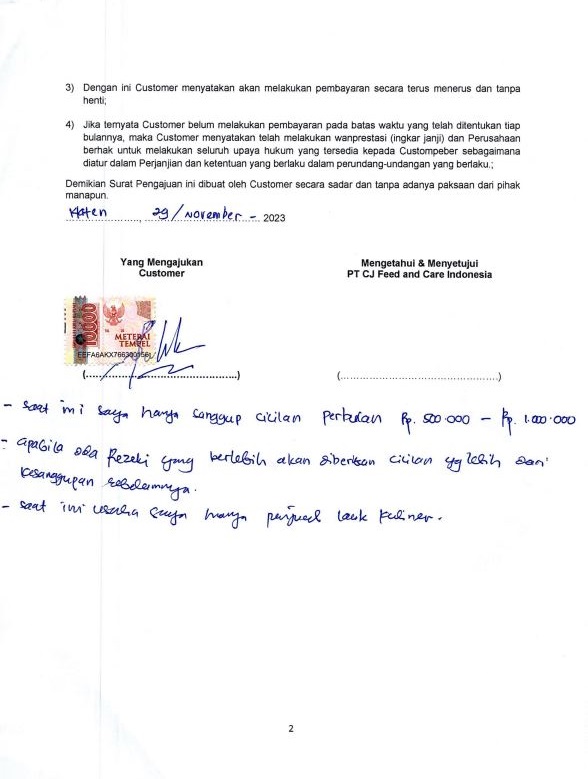 3) Dengan ini Customer menyatakan akan melakukan pembayaran secara terus menerus dan tanpa
henti;
4) Jika ternyata Customer belum melakukan pembayaran pada batas waktu yang telah ditentukan tiap
bulannya, maka Customer menyatakan telah melakukan wanprestasi (ingkar janji) dan Perusahaan
berhak untuk melakukan seluruh upaya hukum yang tersedia kepada Custompeber sebagaimana
diatur dalam Perjanjian dan ketentuan yang berlaku dalam perundang-undangan yang berlaku.;
Demikian Surat Pengajuan ini dibuat oleh Customer secara sadar dan tanpa adanya paksaan dari pihak
manapun.
Klaten, 29/November - 2023
Yang Mengajukan
Customer
Mengetahui & Menyetujui
PT CJ Feed and Care Indonesia
10000
METERAI
TEMPEL
(........................................)
(........................................)
- saat ini saya hanya sanggup cicilan perbulan Rp. 500.000 - Rp. 1.000.000
- apabila ada Rezeki yang berlebih akan diberikan cicilan yg lebih dari
kesanggupan sebelumnya.
- saat ini usaha saya hanya penjual lauk kuliner.
2